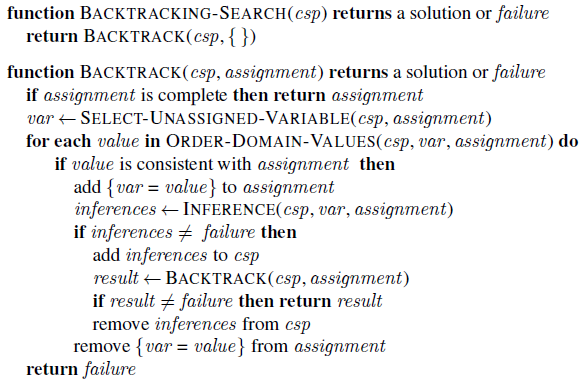 function BACKTRACKING-SEARCH(csp) returns a solution or failure
return BACKTRACK(csp, { })
function BACKTRACK(csp, assignment) returns a solution or failure
if assignment is complete then return assignment
var ← SELECT-UNASSIGNED-VARIABLE(csp, assignment)
for each value in ORDER-DOMAIN-VALUES(csp, var, assignment) do
if value is consistent with assignment then
add {var = value} to assignment
inferences ← INFERENCE(csp, var, assignment)
if inferences ≠ failure then
add inferences to csp
result ← BACKTRACK(csp, assignment)
if result ≠ failure then return result
remove inferences from csp
remove {var = value} from assignment
return failure